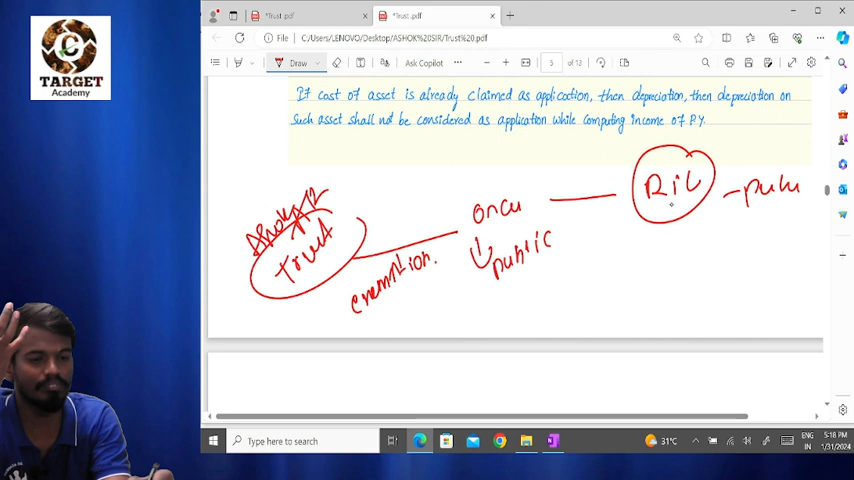 *Trust.pdf
*Trust.pdf
File
C:/Users/LENOVO/Desktop/ASHOK%20SIR/Trust%20.pdf
Draw
Ask Copilot
5
of 13
TARGET
Academy
If cost of asset is already claimed as application, then depreciation, then depreciation on
such asset shall not be considered as application while computing income of P.Y.
RiL
once
Trust
public
exemption.
Type here to search
31°C
ENG
IN
5:18 PM
1/31/2024